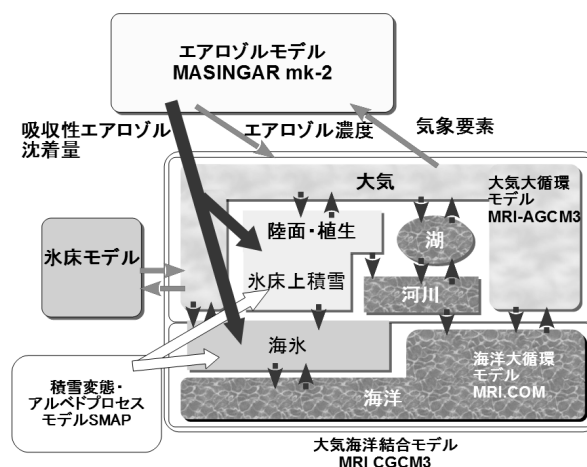 エアロゾルモデル
MASINGAR mk-2
吸収性エアロゾル
沈着量
エアロゾル濃度
気象要素
大気
大気大循環
モデル
MRI-AGCM3
陸面・植生
湖
氷床モデル
氷床上積雪
河川
海氷
海洋大循環
モデル
MRI.COM
積雪変態・
アルベドプロセス
モデルSMAP
海洋
大気海洋結合モデル
MRI CGCM3